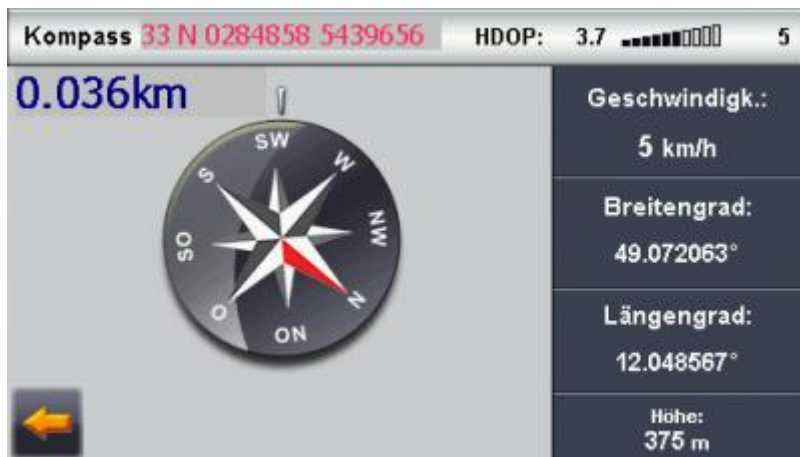 Kompass 33 N 0284858 5439656 HDOP: 3.7 5
0.036km
SW
W
NW
N
ON
O
SO
S
Geschwindigk.:
5 km/h
Breitengrad:
49.072063°
Längengrad:
12.048567°
Höhe:
375 m